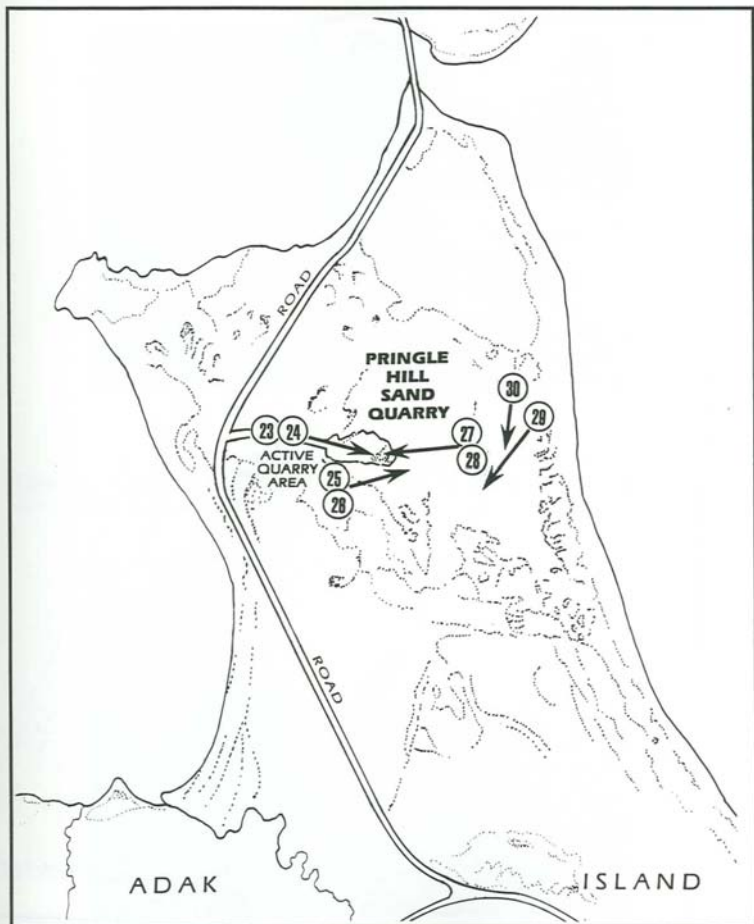 ROAD
PRINGLE
HILL
SAND
QUARRY
30
29
23 24
27
28
ACTIVE
QUARRY
AREA
25
26
ROAD
ADAK ISLAND